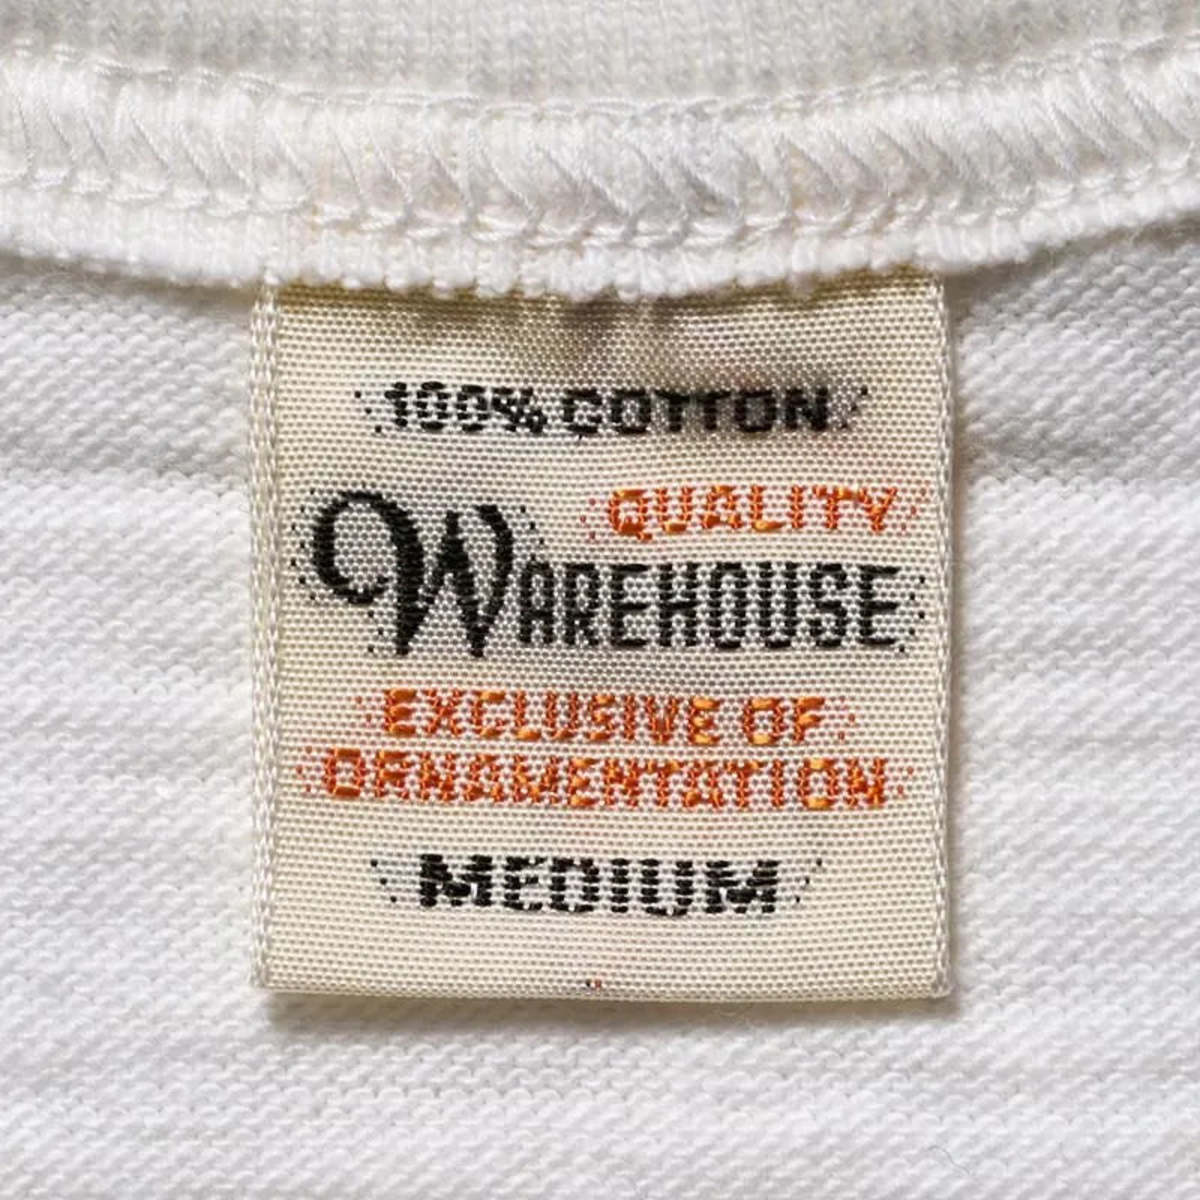 100% COTTON
QUALITY
WAREHOUSE
EXCLUSIVE OF
ORNAMENTATION
MEDIUM